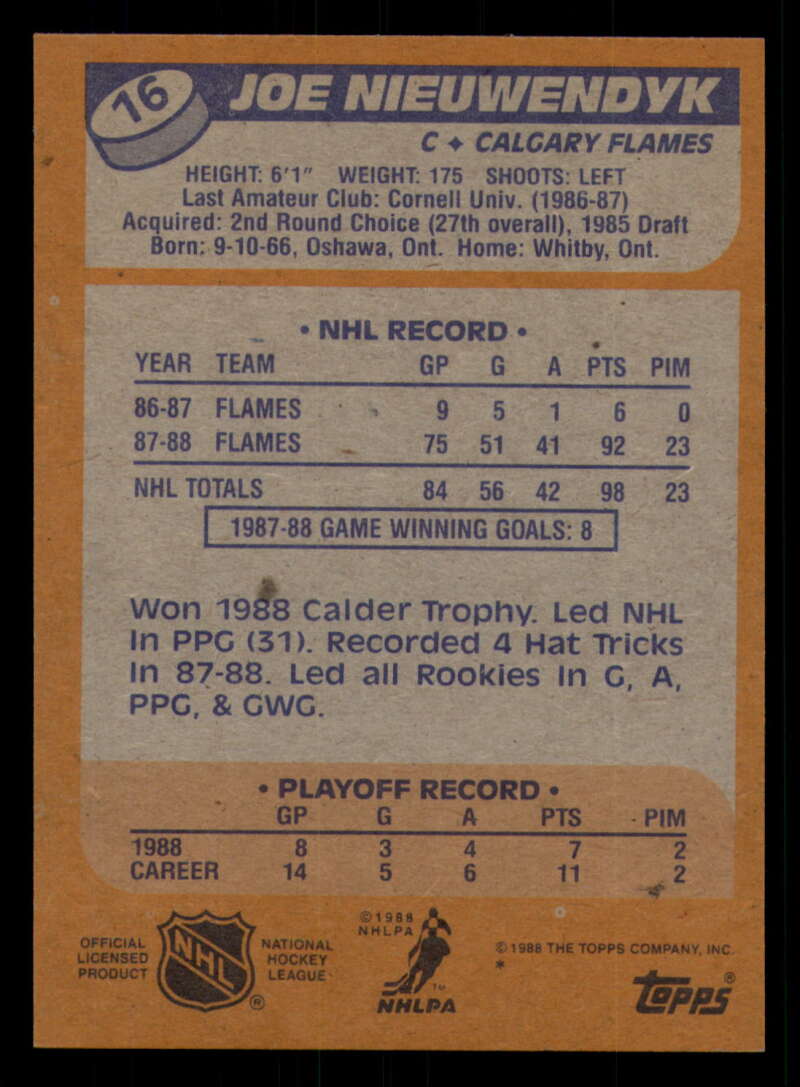 16
JOE NIEUWENDYK
C ♦ CALGARY FLAMES
HEIGHT: 6'1" WEIGHT: 175 SHOOTS: LEFT
Last Amateur Club: Cornell Univ. (1986-87)
Acquired: 2nd Round Choice (27th overall), 1985 Draft
Born: 9-10-66, Oshawa, Ont. Home: Whitby, Ont.
• NHL RECORD •
YEAR TEAM GP G A PTS PIM
86-87 FLAMES 9 5 1 6 0
87-88 FLAMES 75 51 41 92 23
NHL TOTALS 84 56 42 98 23
1987-88 GAME WINNING GOALS: 8
Won 1988 Calder Trophy. Led NHL
In PPG (31). Recorded 4 Hat Tricks
In 87-88. Led all Rookies In G, A,
PPG, & GWG.
• PLAYOFF RECORD •
GP G A PTS PIM
1988 8 3 4 7 2
CAREER 14 5 6 11 2
OFFICIAL
LICENSED
PRODUCT
NHL
®
NATIONAL
HOCKEY
LEAGUE
©1988
NHLPA
TM
NHLPA
©1988 THE TOPPS COMPANY, INC.
*
topps®